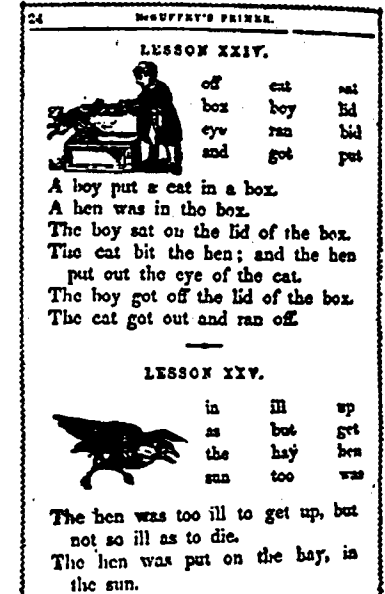 24 McGUFFEY'S PRIMER.
LESSON XXIV.
off cat sat
box boy lid
eye ran bid
and got put
A boy put a cat in a box.
A hen was in the box.
The boy sat on the lid of the box.
The cat bit the hen; and the hen
put out the eye of the cat.
The boy got off the lid of the box.
The cat got out and ran off.
LESSON XXV.
in ill up
as but get
the hay hen
sun too was
The hen was too ill to get up, but
not so ill as to die.
The hen was put on the hay, in
the sun.